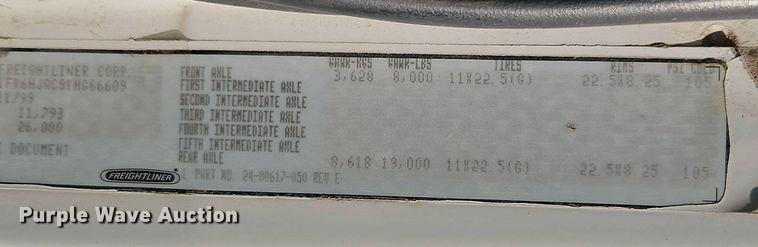 GAWR-KGS GAWR-LBS TIRES RIMS PSI COLD
FREIGHTLINER CORP. FRONT AXLE 3,628 8,000 11R22.5(G) 22.5X8.25 105
FIRST INTERMEDIATE AXLE
11/99 SECOND INTERMEDIATE AXLE
11,793 THIRD INTERMEDIATE AXLE
26,000 FOURTH INTERMEDIATE AXLE
FIFTH INTERMEDIATE AXLE
DOCUMENT REAR AXLE 8,618 19,000 11R22.5(G) 22.5X8.25 105
FREIGHTLINER PART NO. 24-00617-050 REV E
Purple Wave Auction